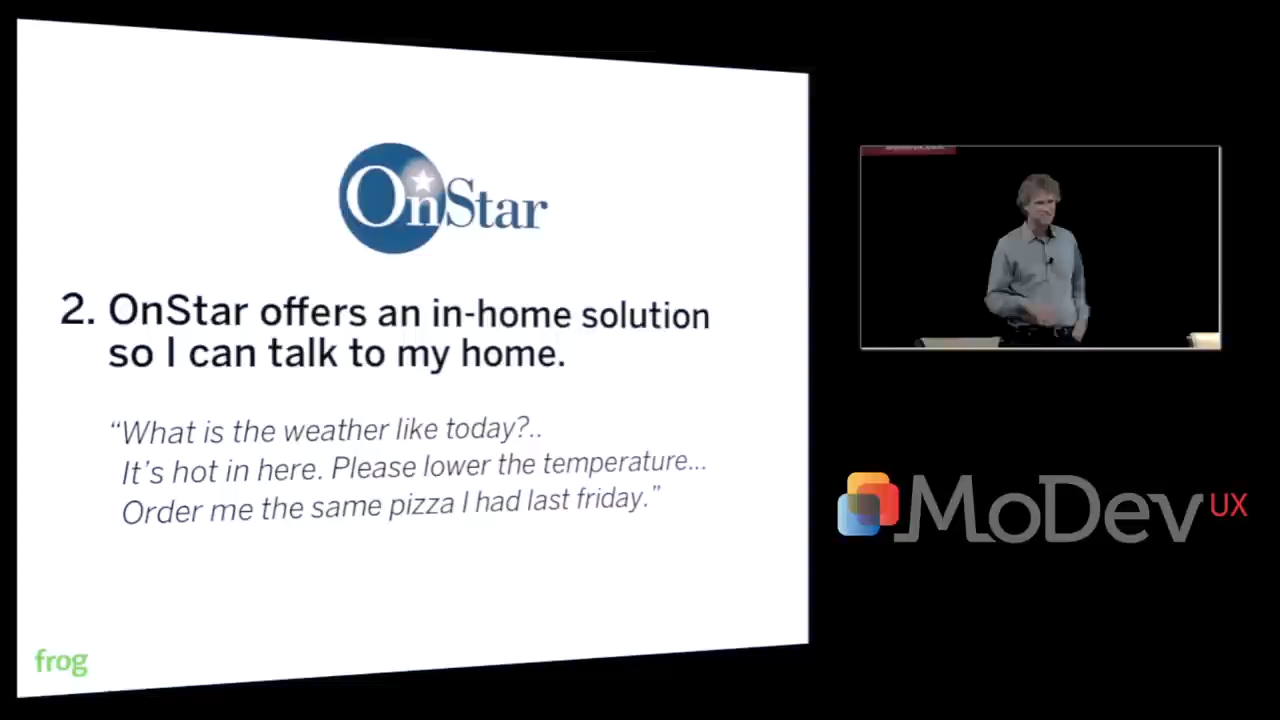 OnStar
2. OnStar offers an in-home solution
so I can talk to my home.
“What is the weather like today?..
It’s hot in here. Please lower the temperature...
Order me the same pizza I had last friday.”
frog
MoDev UX